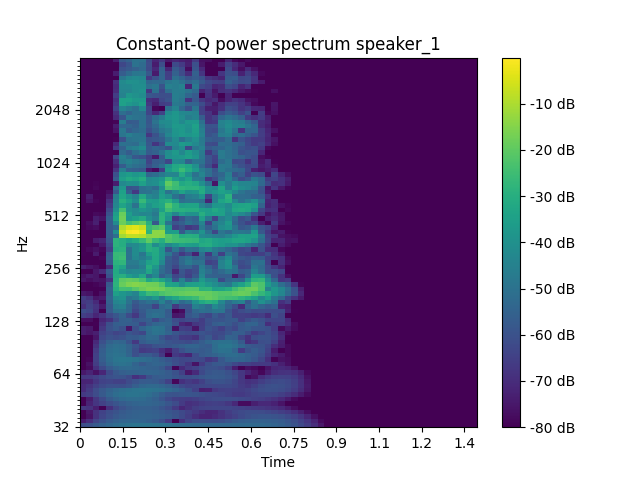 Constant-Q power spectrum speaker_1
Hz
2048
1024
512
256
128
64
32
0 0.15 0.3 0.45 0.6 0.75 0.9 1.1 1.2 1.4
Time
-10 dB
-20 dB
-30 dB
-40 dB
-50 dB
-60 dB
-70 dB
-80 dB